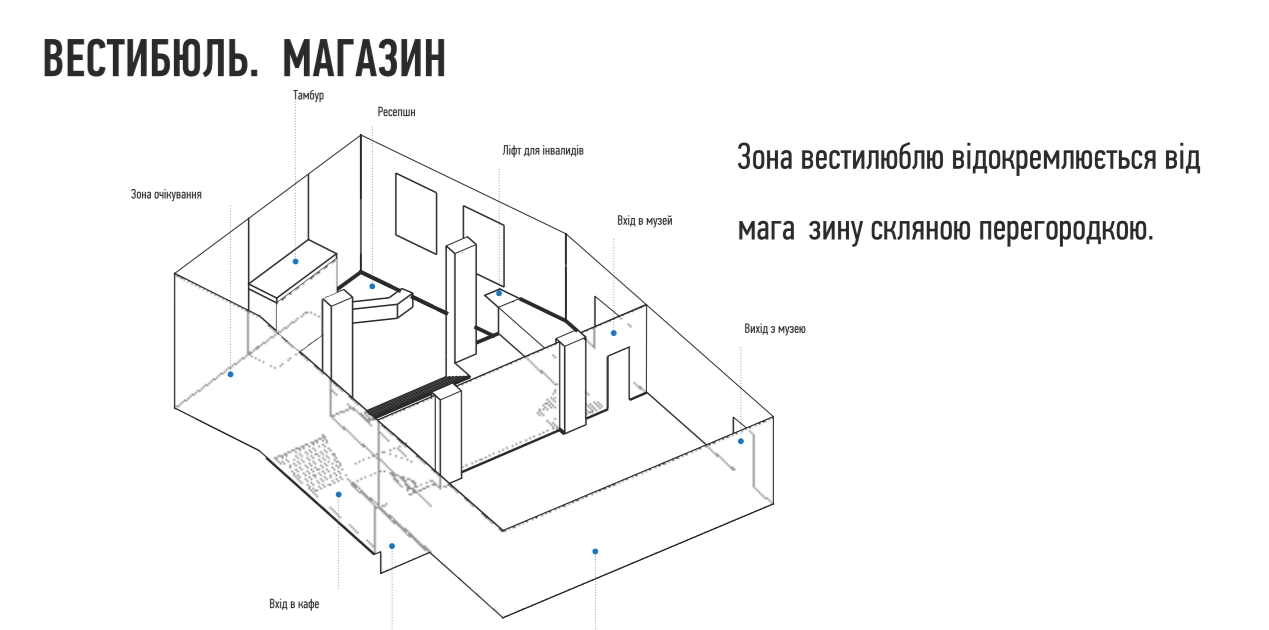 ВЕСТИБЮЛЬ. МАГАЗИН
Тамбур
Ресепшн
Ліфт для інвалідів
Зона очікування
Вхід в музей
Вихід з музею
Вхід в кафе
Зона вестилюблю відокремлюється від
мага зину скляною перегородкою.